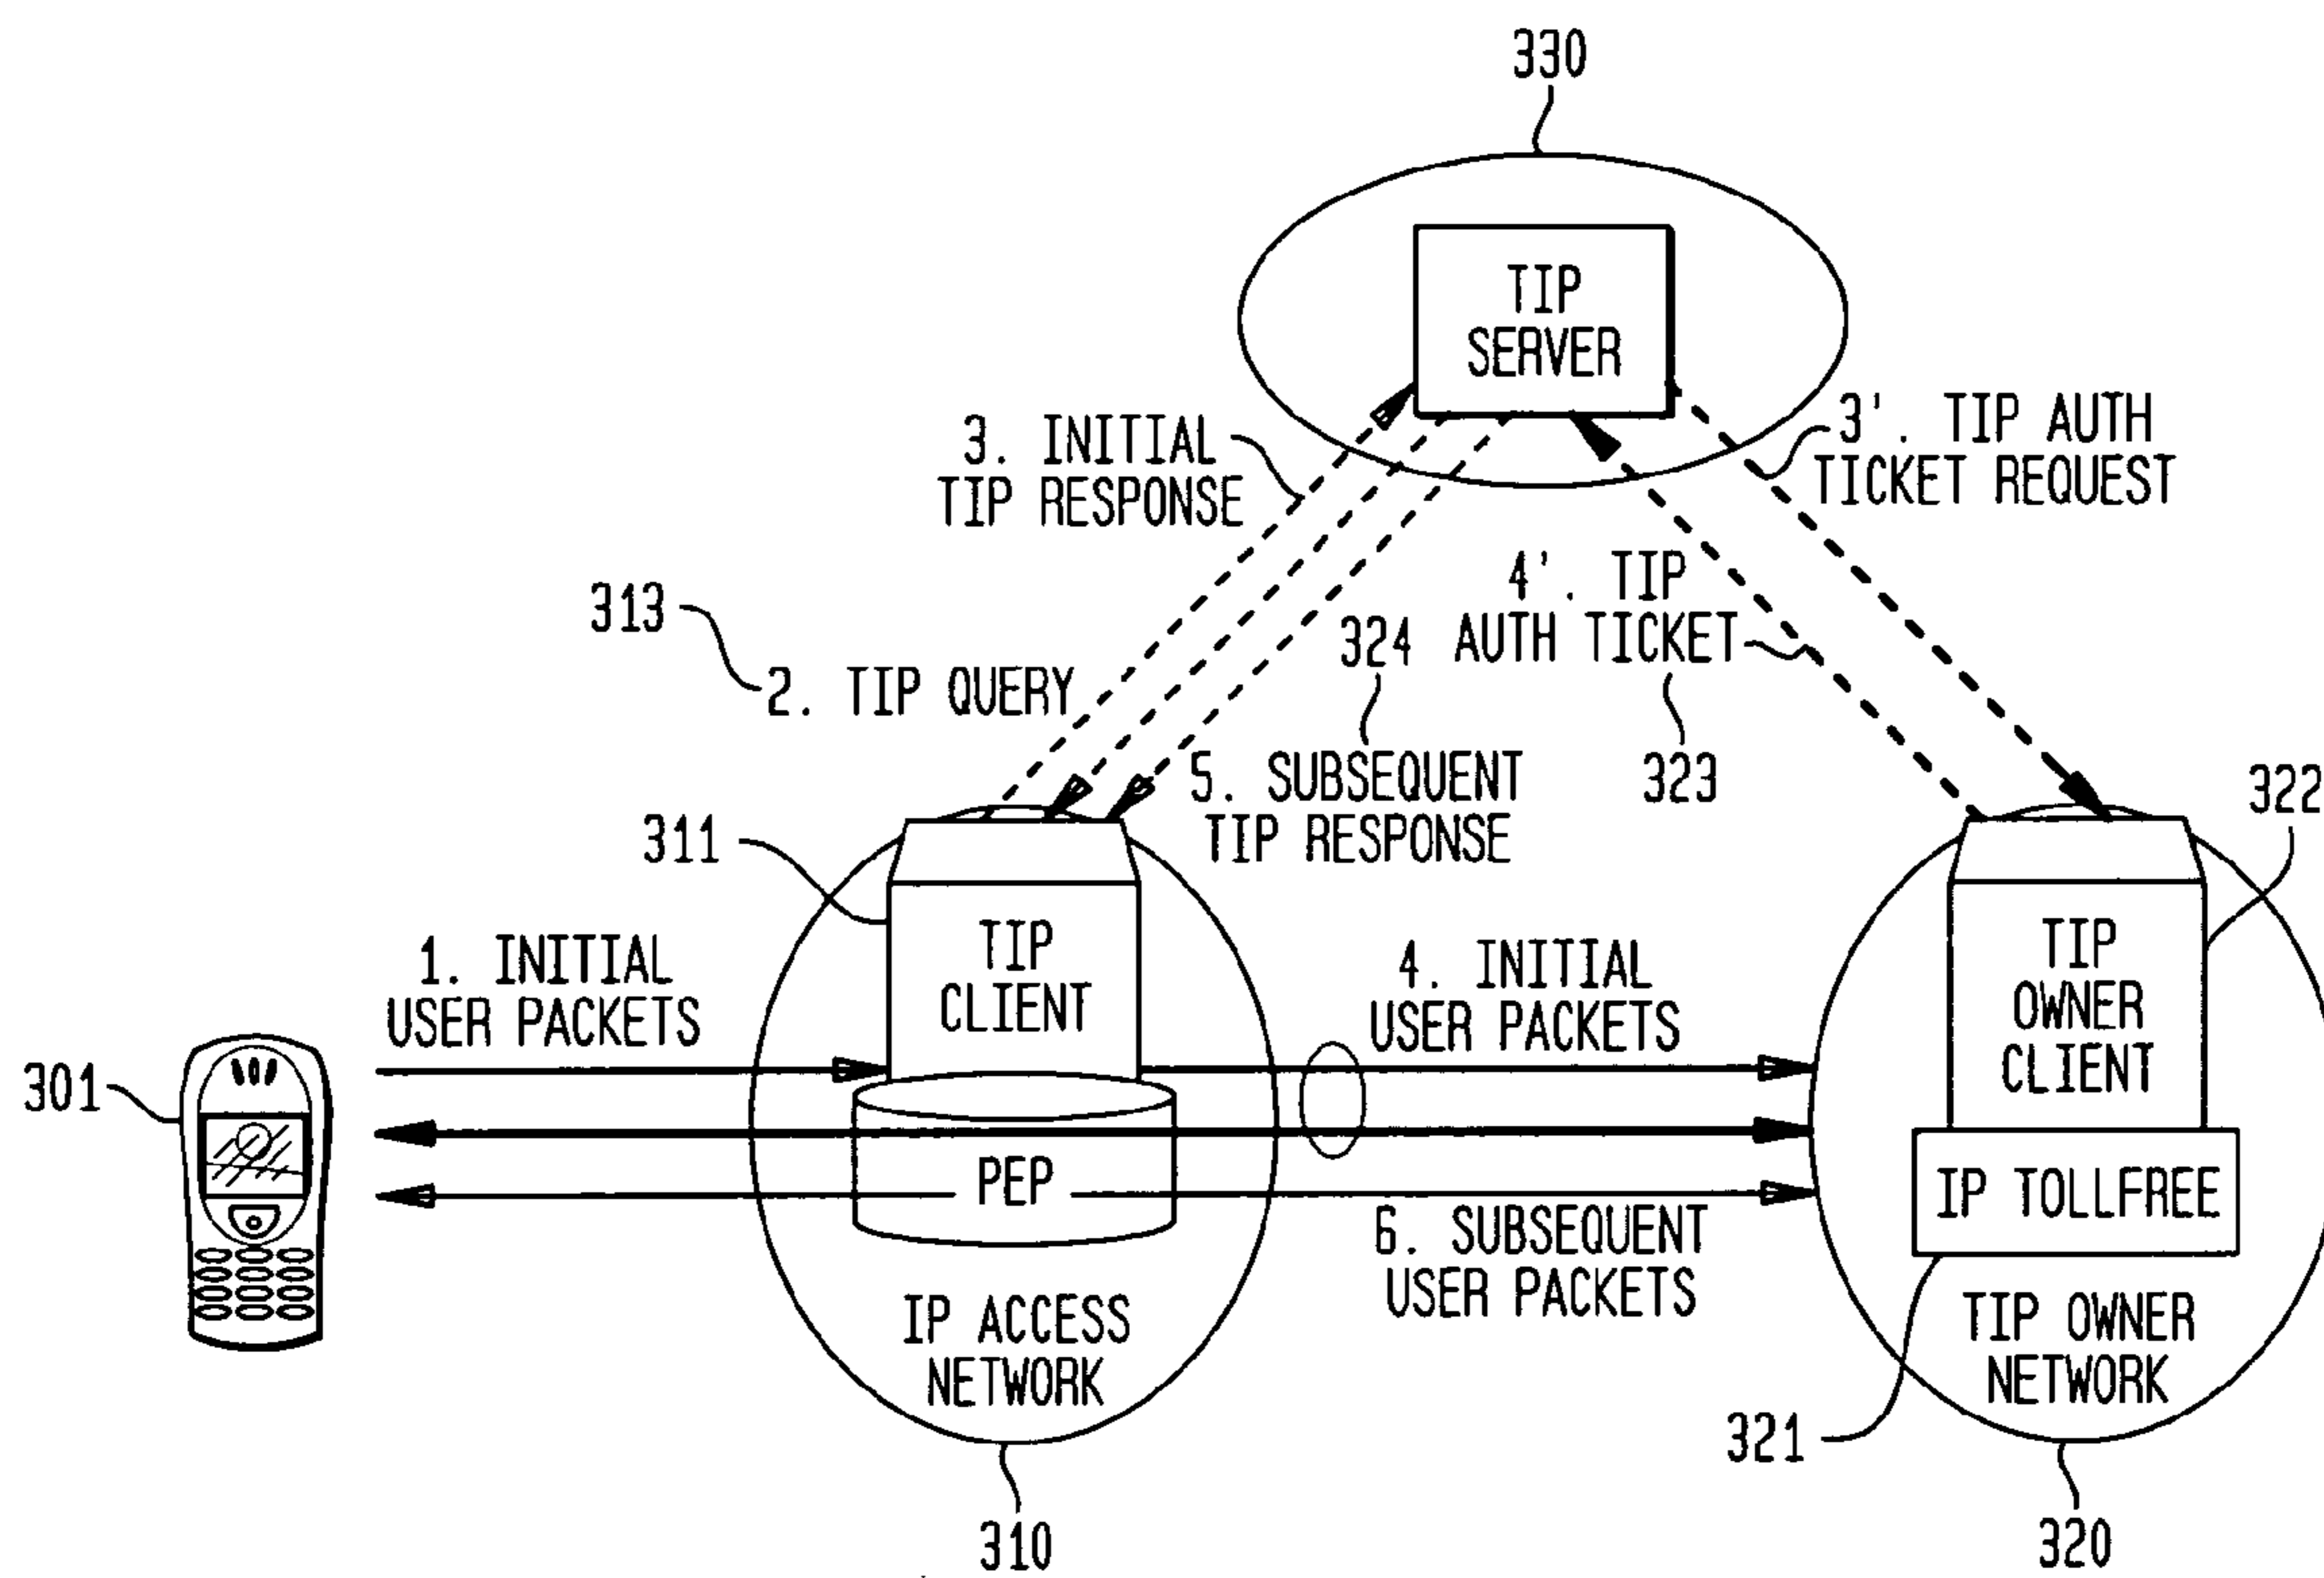 330
TIP
SERVER
3. INITIAL
TIP RESPONSE
3'. TIP AUTH
TICKET REQUEST
313
2. TIP QUERY
324
4'. TIP
AUTH TICKET
323
5. SUBSEQUENT
TIP RESPONSE
322
311
TIP
CLIENT
TIP
OWNER
CLIENT
1. INITIAL
USER PACKETS
4. INITIAL
USER PACKETS
301
PEP
IP TOLLFREE
6. SUBSEQUENT
USER PACKETS
IP ACCESS
NETWORK
TIP OWNER
NETWORK
321
310
320